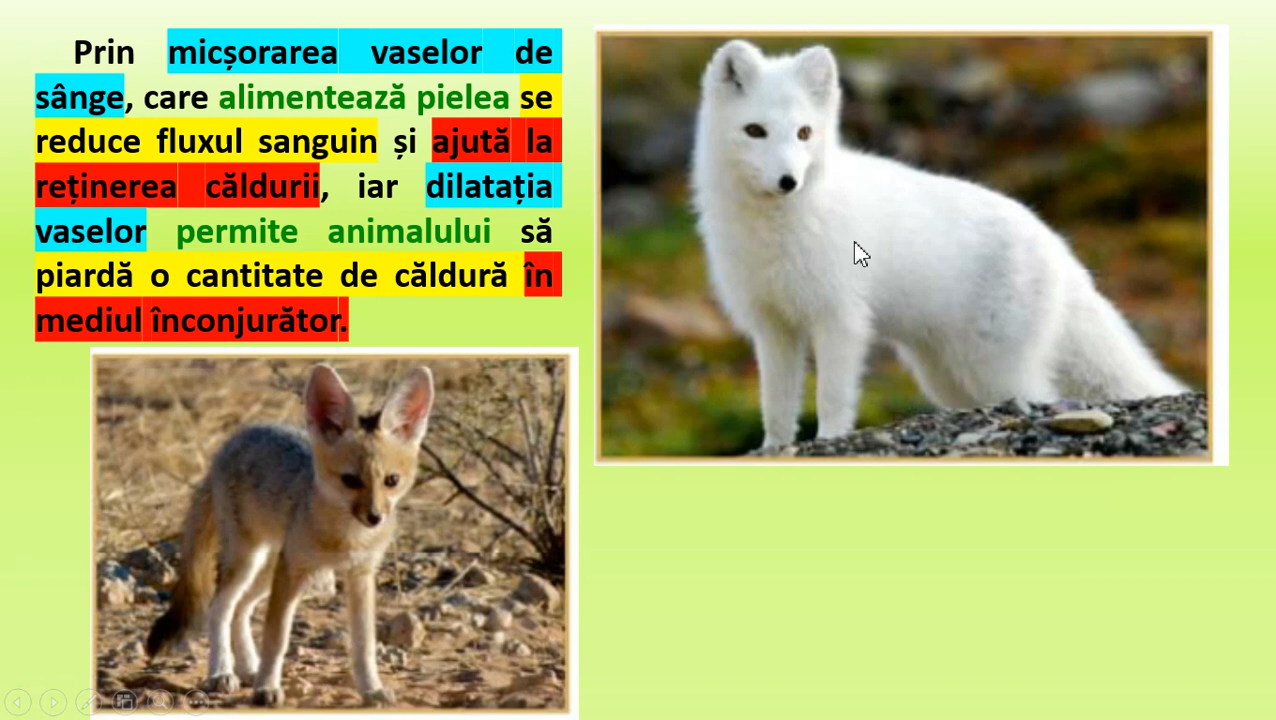 Prin micșorarea vaselor de
sânge, care alimentează pielea se
reduce fluxul sanguin și ajută la
reținerea căldurii, iar dilatația
vaselor permite animalului să
piardă o cantitate de căldură în
mediul înconjurător.